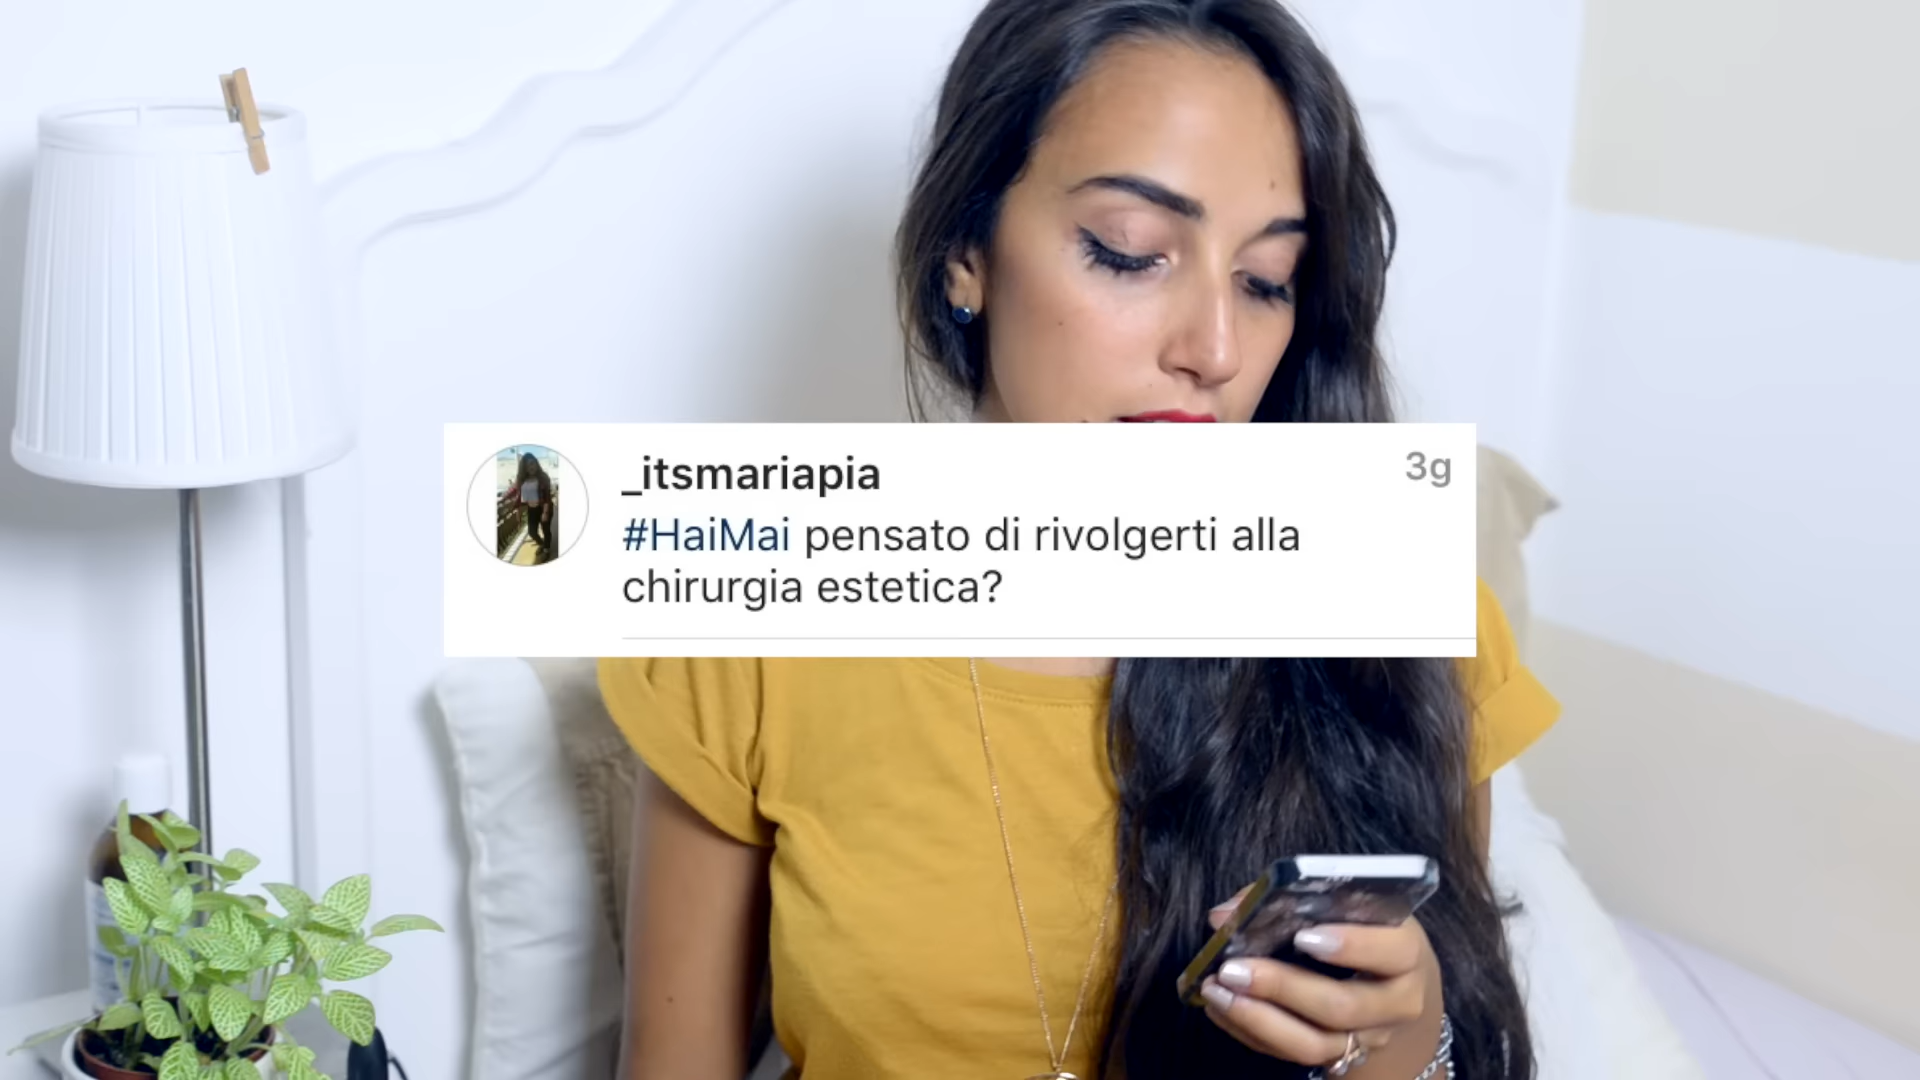 _itsmariapia
3g
#HaiMai pensato di rivolgerti alla
chirurgia estetica?